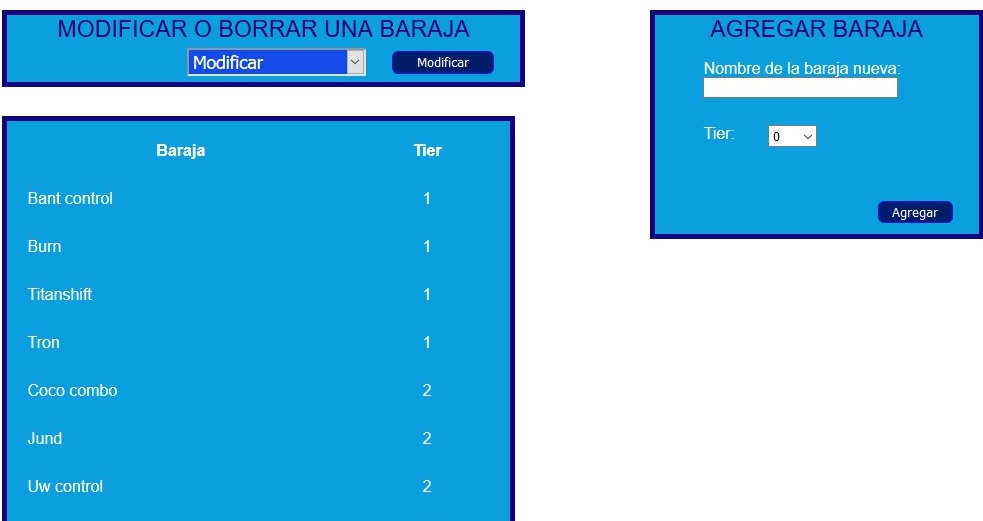 MODIFICAR O BORRAR UNA BARAJA
Modificar Modificar
Baraja Tier
Bant control 1
Burn 1
Titanshift 1
Tron 1
Coco combo 2
Jund 2
Uw control 2
AGREGAR BARAJA
Nombre de la baraja nueva:
Tier: 0
Agregar